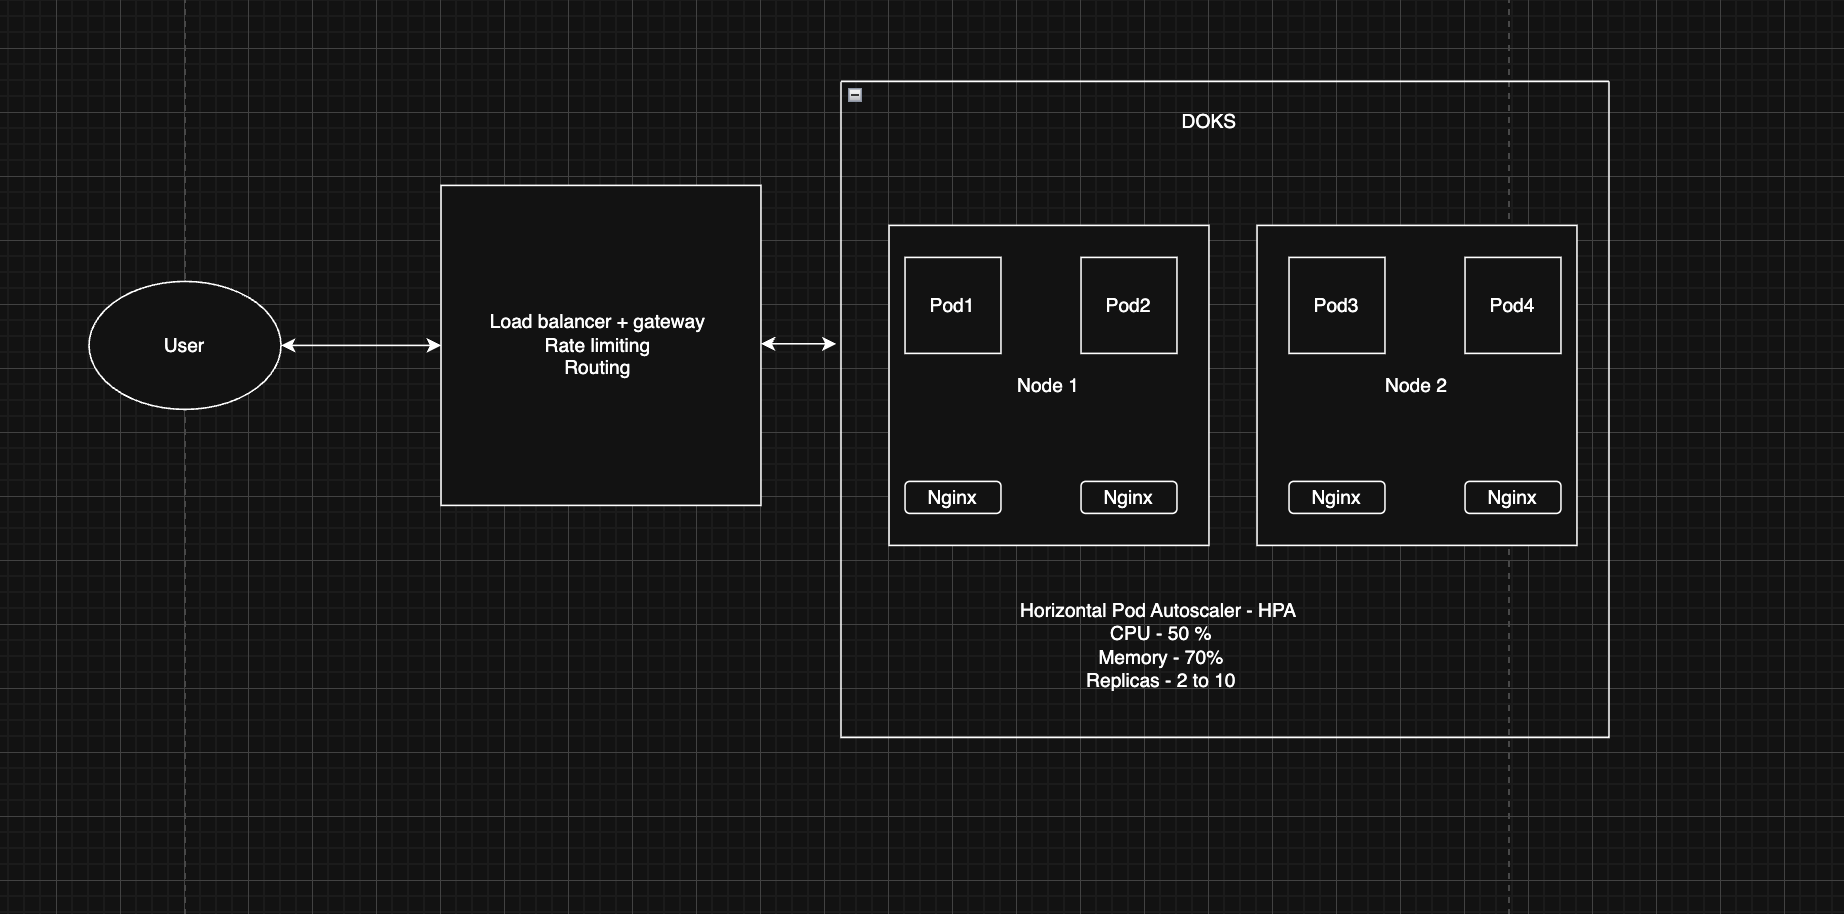 DOKS
User
Load balancer + gateway
Rate limiting
Routing
Pod1
Pod2
Node 1
Nginx
Nginx
Pod3
Pod4
Node 2
Nginx
Nginx
Horizontal Pod Autoscaler - HPA
CPU - 50 %
Memory - 70%
Replicas - 2 to 10